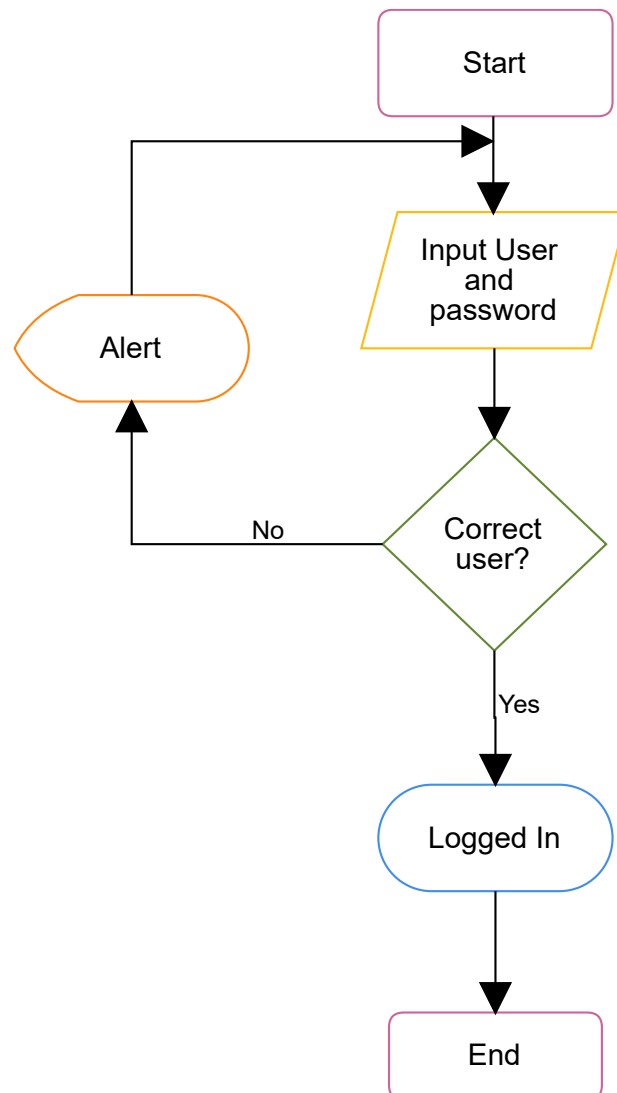 Start
Input User
and
password
Alert
No
Correct
user?
Yes
Logged In
End